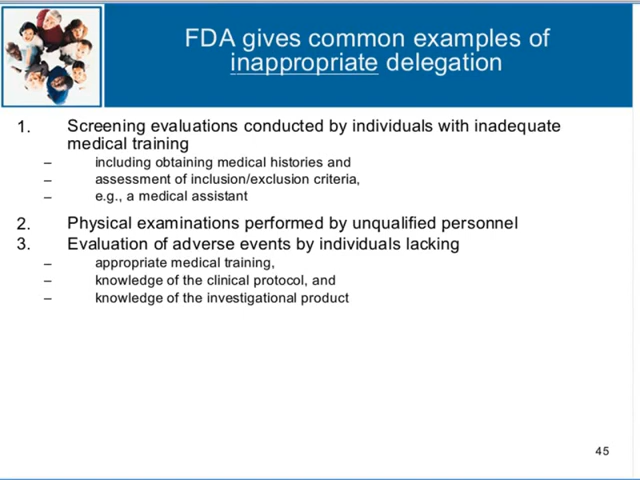 FDA gives common examples of
inappropriate delegation
1. Screening evaluations conducted by individuals with inadequate
medical training
– including obtaining medical histories and
– assessment of inclusion/exclusion criteria,
– e.g., a medical assistant
2. Physical examinations performed by unqualified personnel
3. Evaluation of adverse events by individuals lacking
– appropriate medical training,
– knowledge of the clinical protocol, and
– knowledge of the investigational product
45